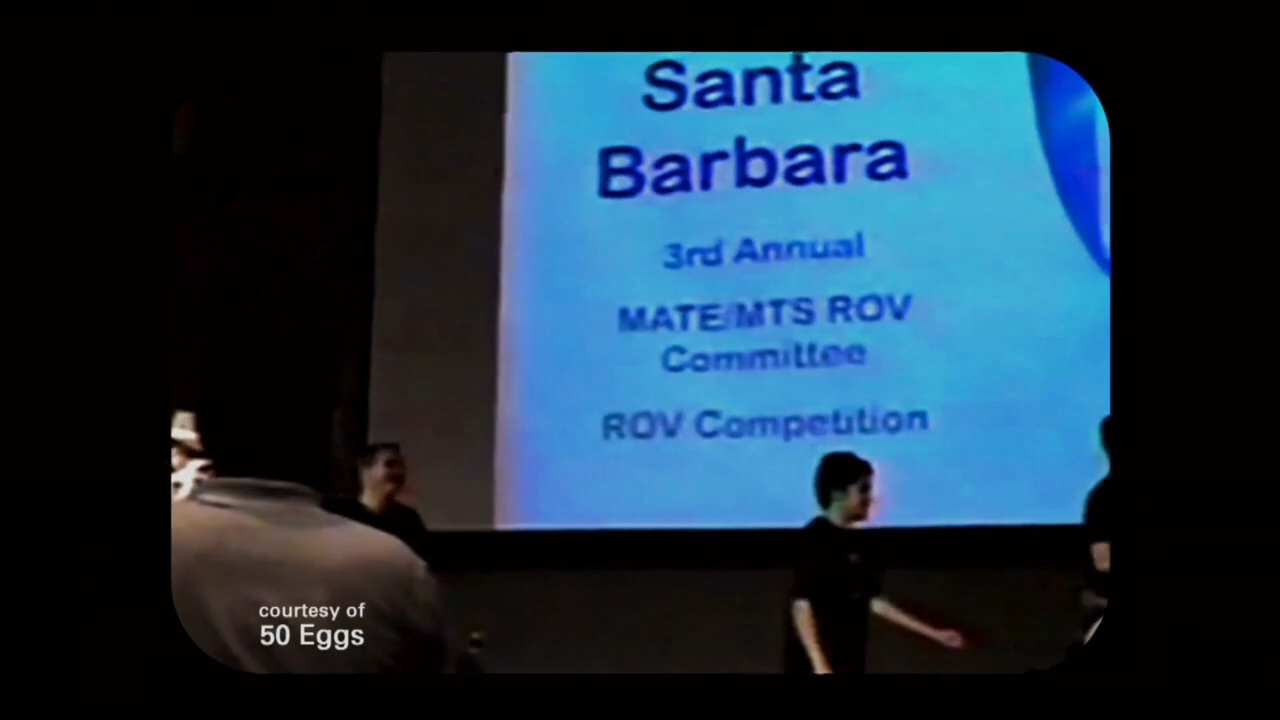 Santa
Barbara
3rd Annual
MATE/MTS ROV
Committee
ROV Competition
courtesy of
50 Eggs